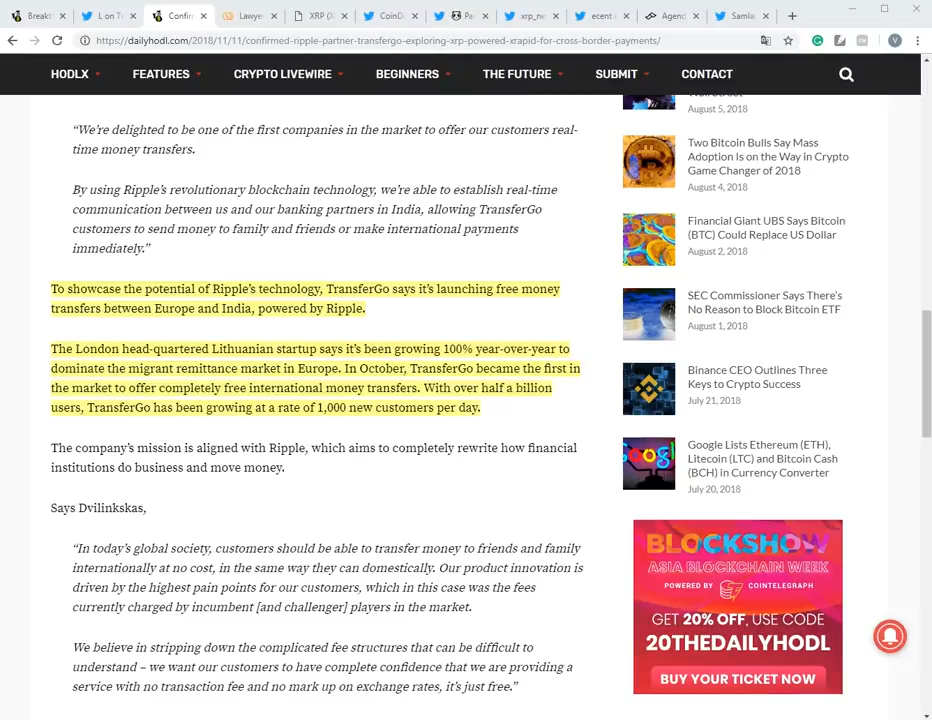 Breakt
L on Tw
Confir
Lawyer
XRP (X
CoinDe
Pa
xrp_ne
ecent a
Agend
Samlas
https://dailyhodl.com/2018/11/11/confirmed-ripple-partner-transfergo-exploring-xrp-powered-xrapid-for-cross-border-payments/
V
HODLX
FEATURES
CRYPTO LIVEWIRE
BEGINNERS
THE FUTURE
SUBMIT
CONTACT
“We’re delighted to be one of the first companies in the market to offer our customers real-
time money transfers.
By using Ripple’s revolutionary blockchain technology, we’re able to establish real-time
communication between us and our banking partners in India, allowing TransferGo
customers to send money to family and friends or make international payments
immediately.”
To showcase the potential of Ripple’s technology, TransferGo says it’s launching free money
transfers between Europe and India, powered by Ripple.
The London head-quartered Lithuanian startup says it’s been growing 100% year-over-year to
dominate the migrant remittance market in Europe. In October, TransferGo became the first in
the market to offer completely free international money transfers. With over half a billion
users, TransferGo has been growing at a rate of 1,000 new customers per day.
The company’s mission is aligned with Ripple, which aims to completely rewrite how financial
institutions do business and move money.
Says Dvilinkskas,
“In today’s global society, customers should be able to transfer money to friends and family
internationally at no cost, in the same way they can domestically. Our product innovation is
driven by the highest pain points for our customers, which in this case was the fees
currently charged by incumbent [and challenger] players in the market.
We believe in stripping down the complicated fee structures that can be difficult to
understand – we want our customers to have complete confidence that we are providing a
service with no transaction fee and no mark up on exchange rates, it’s just free.”
August 5, 2018
Two Bitcoin Bulls Say Mass
Adoption Is on the Way in Crypto
Game Changer of 2018
August 4, 2018
Financial Giant UBS Says Bitcoin
(BTC) Could Replace US Dollar
August 2, 2018
SEC Commissioner Says There’s
No Reason to Block Bitcoin ETF
August 1, 2018
Binance CEO Outlines Three
Keys to Crypto Success
July 21, 2018
Google Lists Ethereum (ETH),
Litecoin (LTC) and Bitcoin Cash
(BCH) in Currency Converter
July 20, 2018
BLOCKSHOW
ASIA BLOCKCHAIN WEEK
POWERED BY COINTELEGRAPH
GET 20% OFF, USE CODE
20THEDAILYHODL
BUY YOUR TICKET NOW